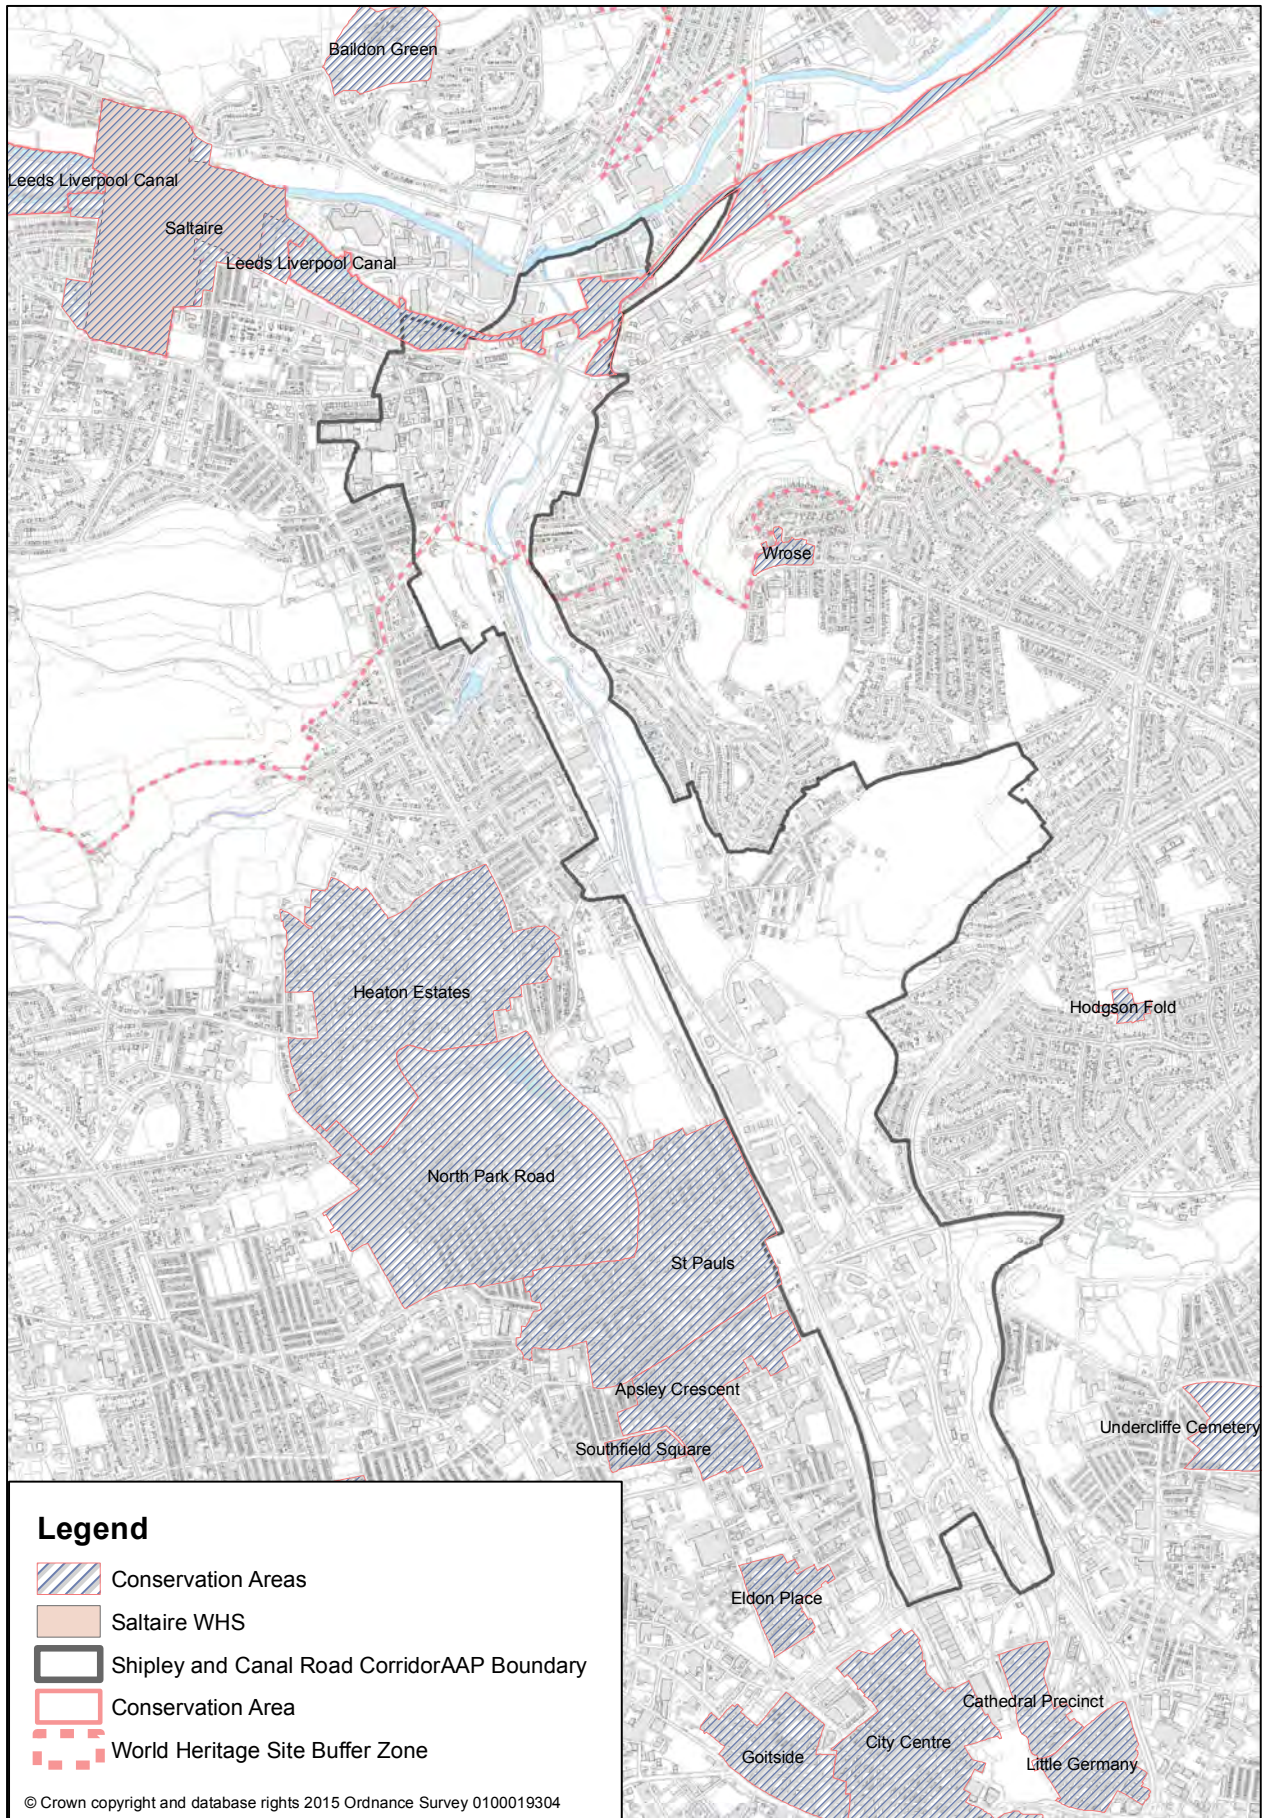 Baildon Green
Leeds Liverpool Canal
Saltaire
Leeds Liverpool Canal
Wrose
Heaton Estates
Hodgson Fold
North Park Road
St Pauls
Apsley Crescent
Undercliffe Cemetery
Southfield Square
Eldon Place
Cathedral Precinct
City Centre
Goitside
Little Germany
Legend
Conservation Areas
Saltaire WHS
Shipley and Canal Road CorridorAAP Boundary
Conservation Area
World Heritage Site Buffer Zone
© Crown copyright and database rights 2015 Ordnance Survey 0100019304